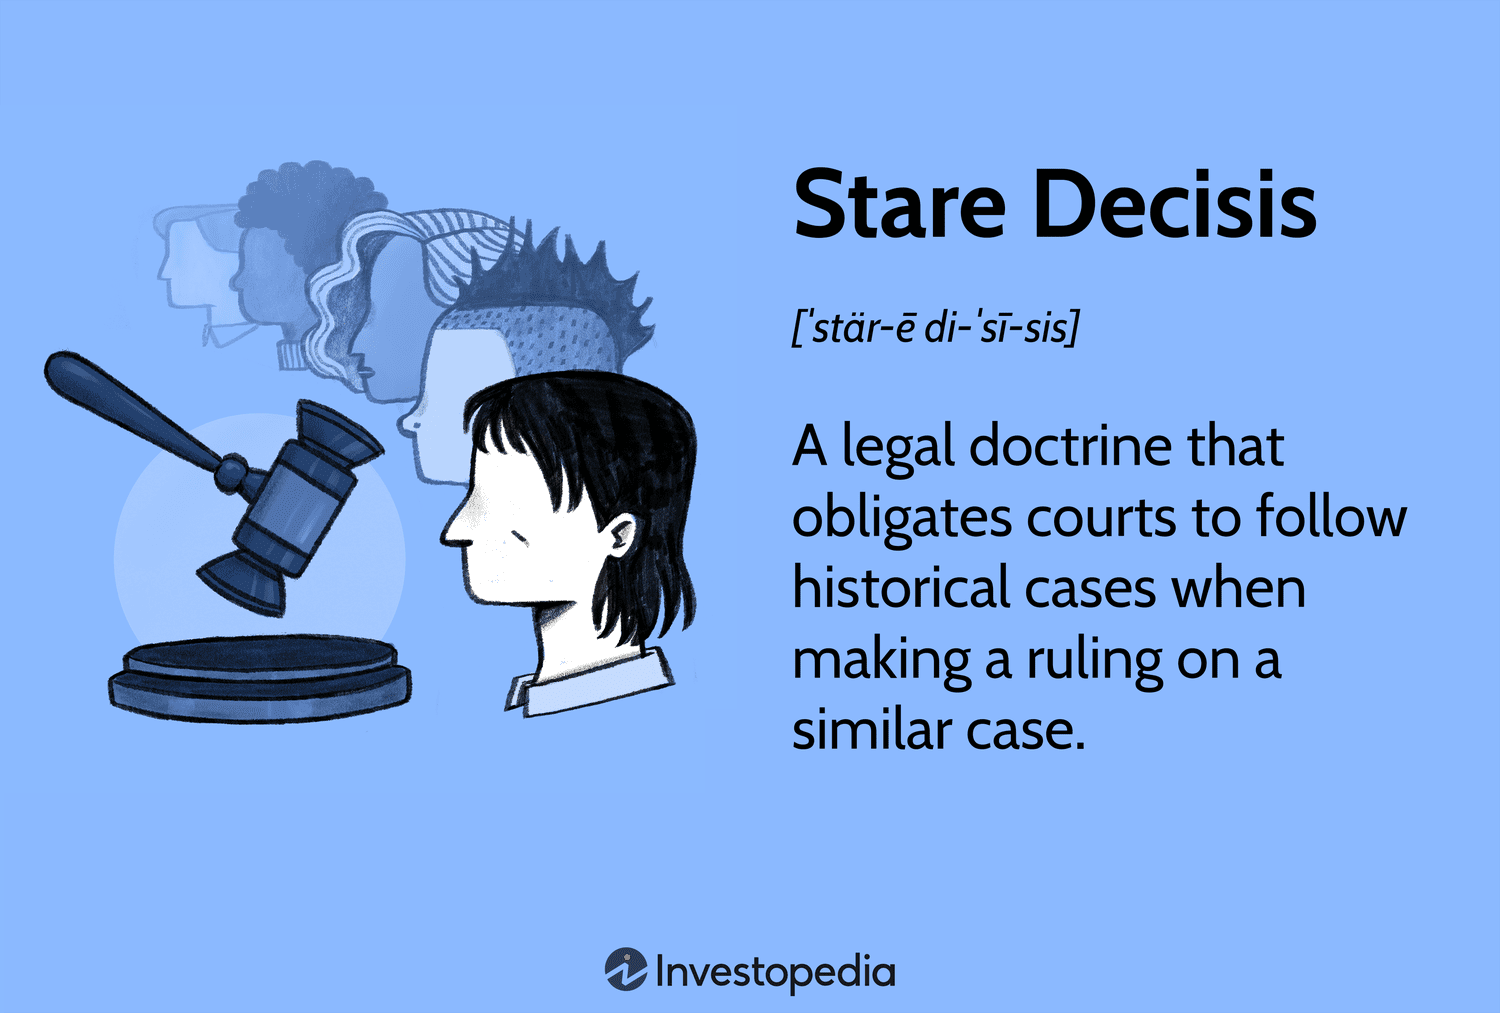 Stare Decisis
[ˈstär-ē di-ˈsī-sis]
A legal doctrine that
obligates courts to follow
historical cases when
making a ruling on a
similar case.
Investopedia